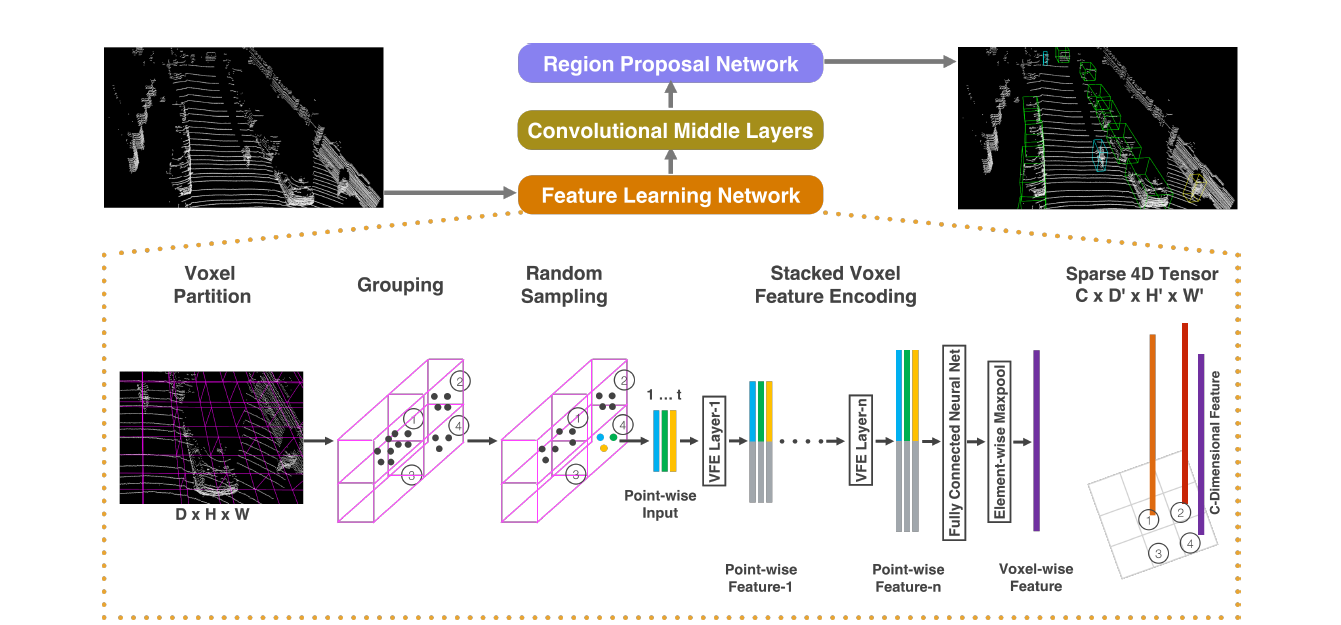 Region Proposal Network
Convolutional Middle Layers
Feature Learning Network
Voxel
Partition
Grouping
Random
Sampling
Stacked Voxel
Feature Encoding
Sparse 4D Tensor
C x D' x H' x W'
D x H x W
1
2
3
4
1
2
3
4
1 ... t
Point-wise
Input
VFE Layer-1
Point-wise
Feature-1
VFE Layer-n
Point-wise
Feature-n
Fully Connected Neural Net
Element-wise Maxpool
Voxel-wise
Feature
C-Dimensional Feature
1
2
3
4